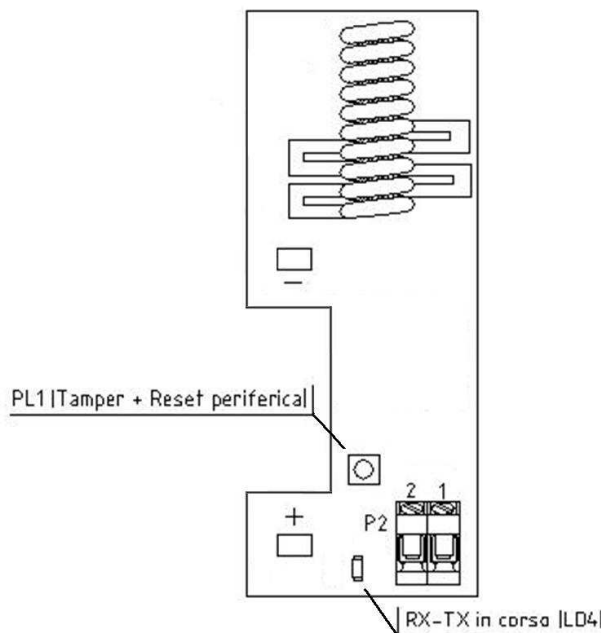 −
PL1 |Tamper + Reset periferica|
2 1
+
P2
RX-TX in corso |LD4|